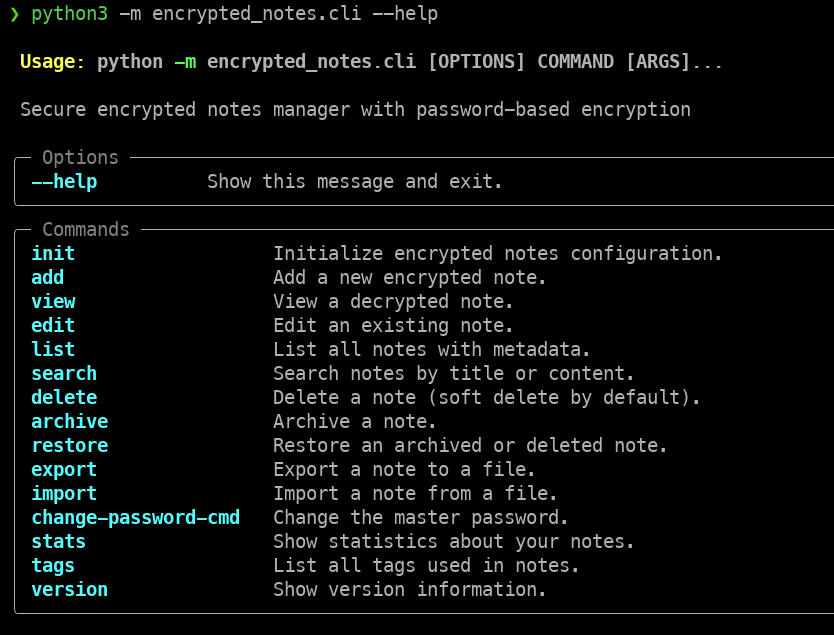 ❯ python3 -m encrypted_notes.cli --help
Usage: python -m encrypted_notes.cli [OPTIONS] COMMAND [ARGS]...
Secure encrypted notes manager with password-based encryption
Options
--help Show this message and exit.
Commands
init Initialize encrypted notes configuration.
add Add a new encrypted note.
view View a decrypted note.
edit Edit an existing note.
list List all notes with metadata.
search Search notes by title or content.
delete Delete a note (soft delete by default).
archive Archive a note.
restore Restore an archived or deleted note.
export Export a note to a file.
import Import a note from a file.
change-password-cmd Change the master password.
stats Show statistics about your notes.
tags List all tags used in notes.
version Show version information.